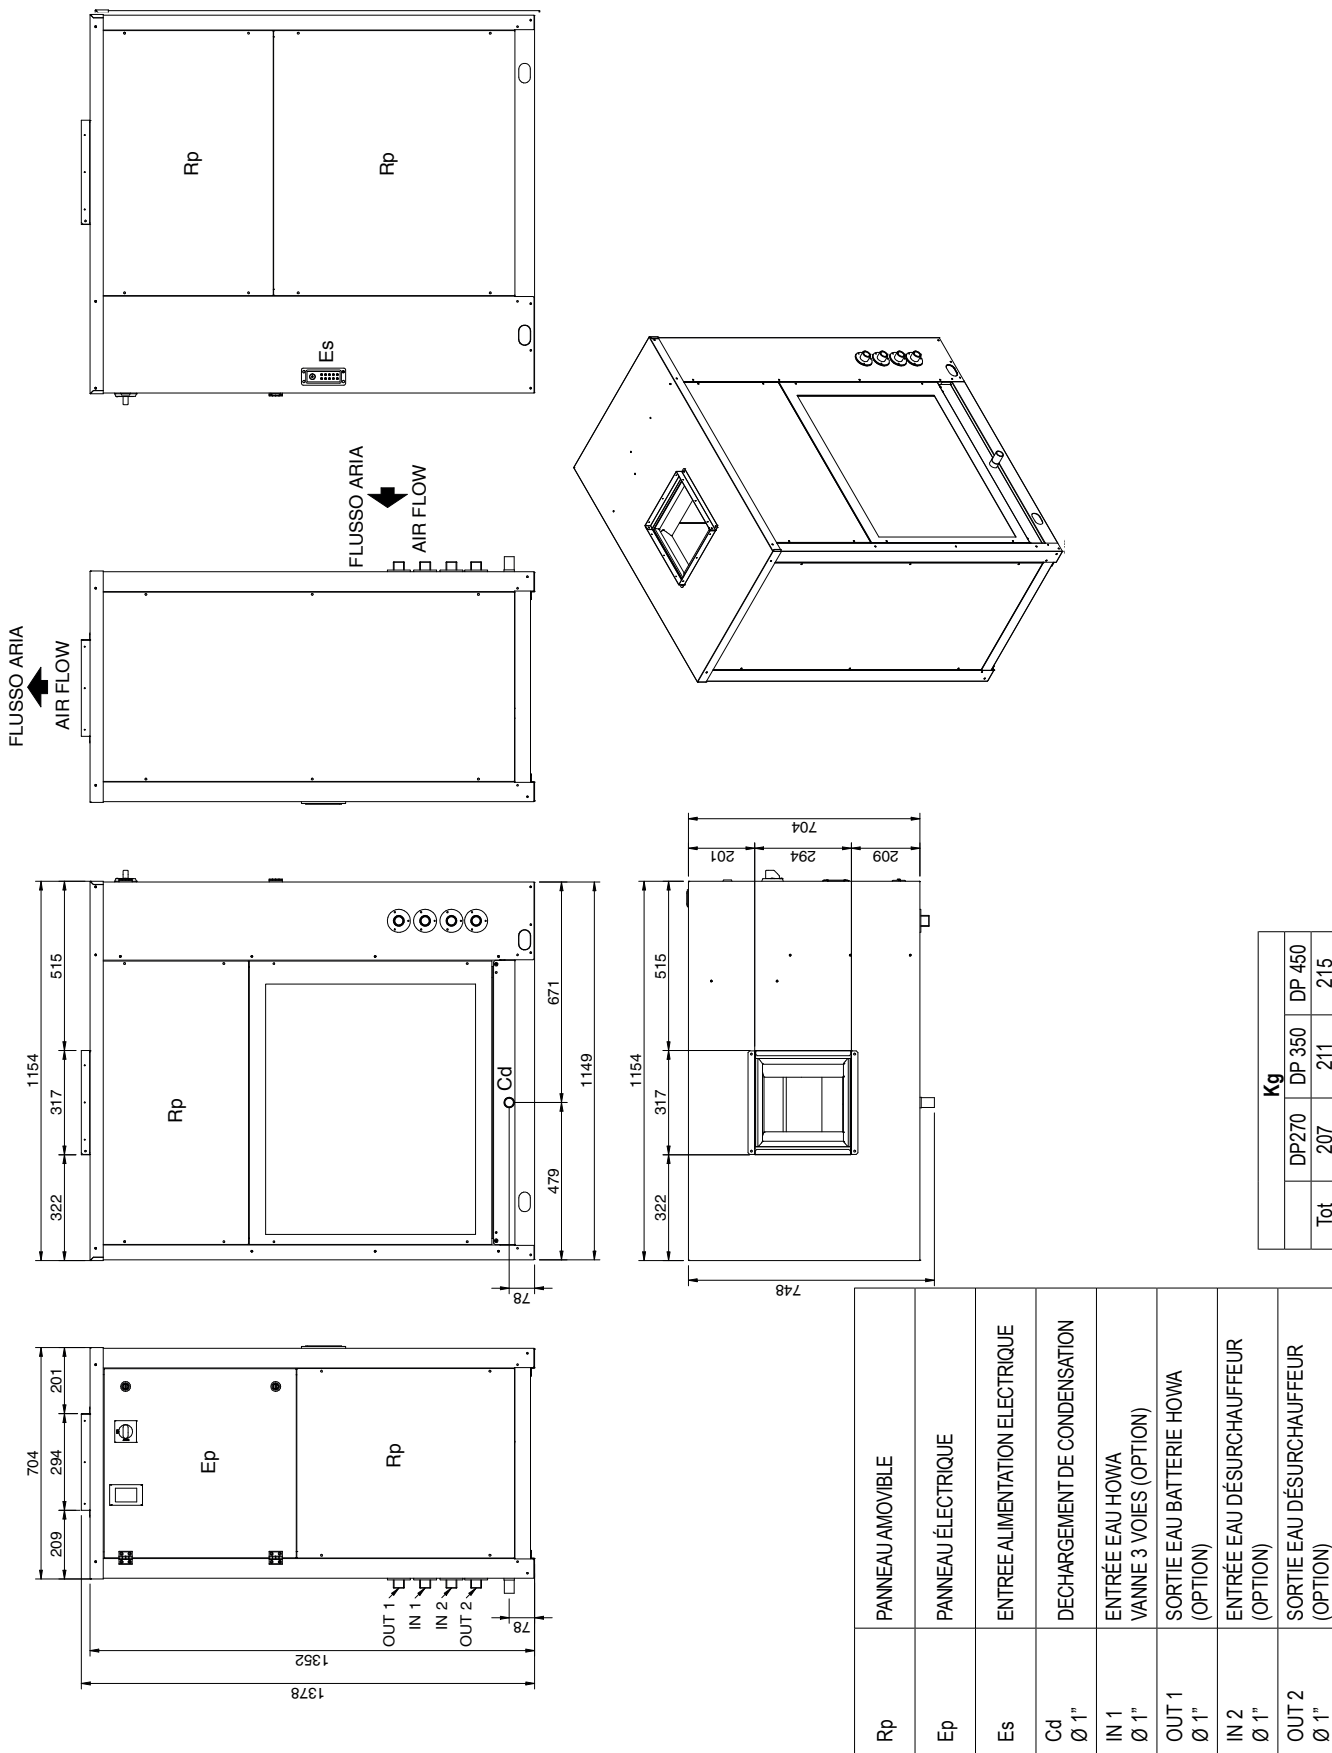 FLUSSO ARIA
AIR FLOW
FLUSSO ARIA
AIR FLOW
704
209 294 201
Ep
Rp
OUT 1
IN 1
IN 2
OUT 2
78
1352
1378
1154
322 317 515
Rp
Cd
479 671
1149
78
Rp
Rp
Es
1154
322 317 515
704
201
294
209
748
Rp PANNEAU AMOVIBLE
Ep PANNEAU ÉLECTRIQUE
Es ENTREE ALIMENTATION ELECTRIQUE
Cd DECHARGEMENT DE CONDENSATION
Ø 1”
IN 1 ENTRÉE EAU HOWA
Ø 1” VANNE 3 VOIES (OPTION)
OUT 1 SORTIE EAU BATTERIE HOWA
Ø 1” (OPTION)
IN 2 ENTRÉE EAU DÉSURCHAUFFEUR
Ø 1” (OPTION)
OUT 2 SORTIE EAU DÉSURCHAUFFEUR
Ø 1” (OPTION)
Kg
DP270 DP 350 DP 450
Tot 207 211 215